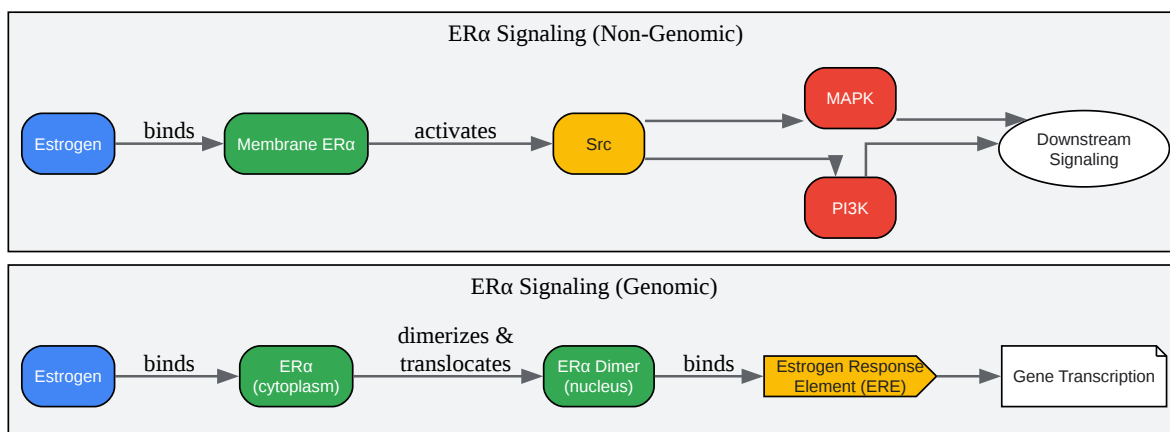 ERα Signaling (Non-Genomic)
Estrogen
binds
Membrane ERα
activates
Src
MAPK
PI3K
Downstream
Signaling
ERα Signaling (Genomic)
Estrogen
binds
ERα
(cytoplasm)
dimerizes &
translocates
ERα Dimer
(nucleus)
binds
Estrogen Response
Element (ERE)
Gene Transcription